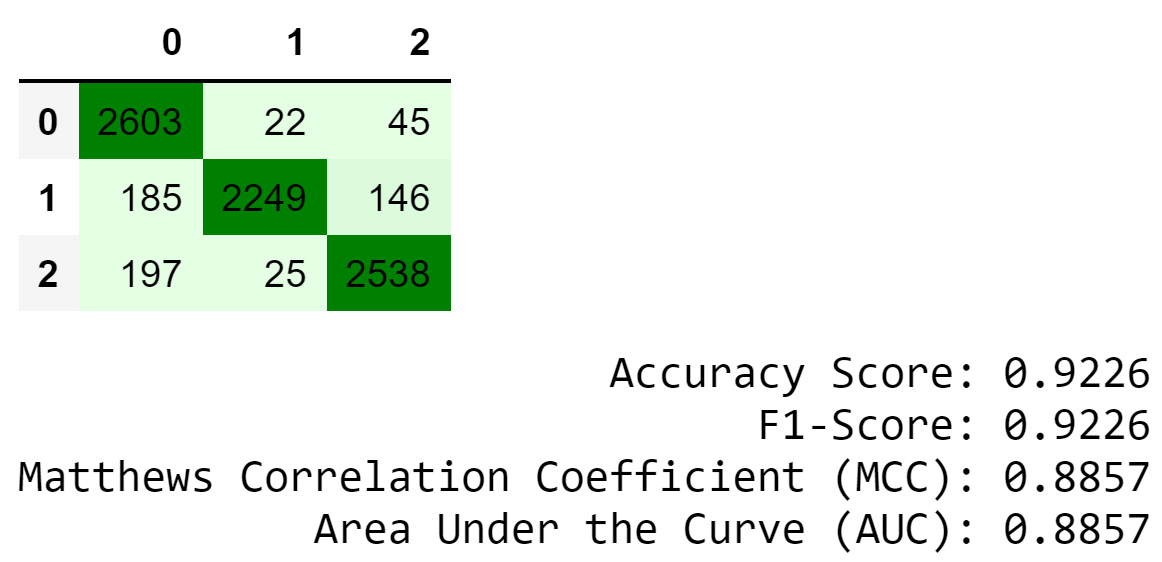 0 1 2
0 2603 22 45
1 185 2249 146
2 197 25 2538
Accuracy Score: 0.9226
F1-Score: 0.9226
Matthews Correlation Coefficient (MCC): 0.8857
Area Under the Curve (AUC): 0.8857